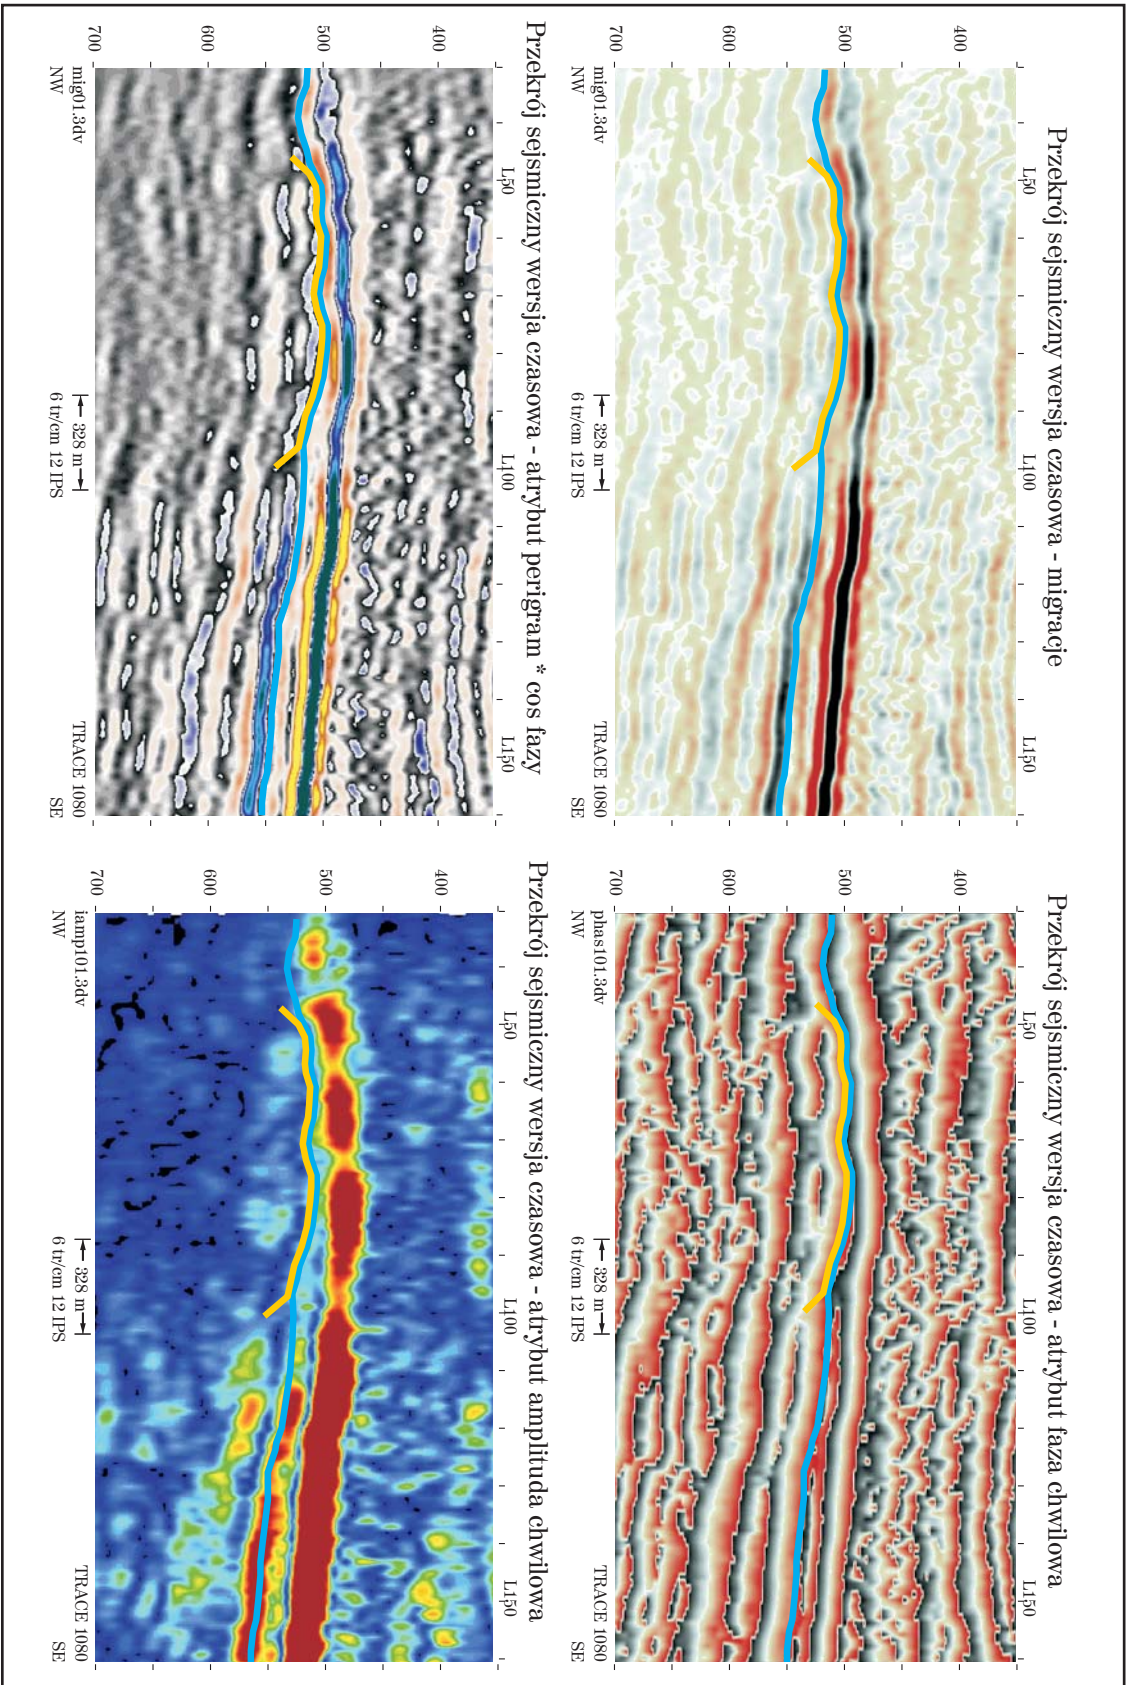 Przekrój sejsmiczny wersja czasowa - migracje
L50
L100
L150
400
500
600
700
mig01.3dv
NW
328 m
6 tr/cm 12 IPS
TRACE 1080
SE
Przekrój sejsmiczny wersja czasowa - atrybut faza chwilowa
L50
L100
L150
400
500
600
700
phas101.3dv
NW
328 m
6 tr/cm 12 IPS
TRACE 1080
SE
Przekrój sejsmiczny wersja czasowa - atrybut perigram * cos fazy
L50
L100
L150
400
500
600
700
mig01.3dv
NW
328 m
6 tr/cm 12 IPS
TRACE 1080
SE
Przekrój sejsmiczny wersja czasowa - atrybut amplituda chwilowa
L50
L100
L150
400
500
600
700
iamp101.3dv
NW
328 m
6 tr/cm 12 IPS
TRACE 1080
SE